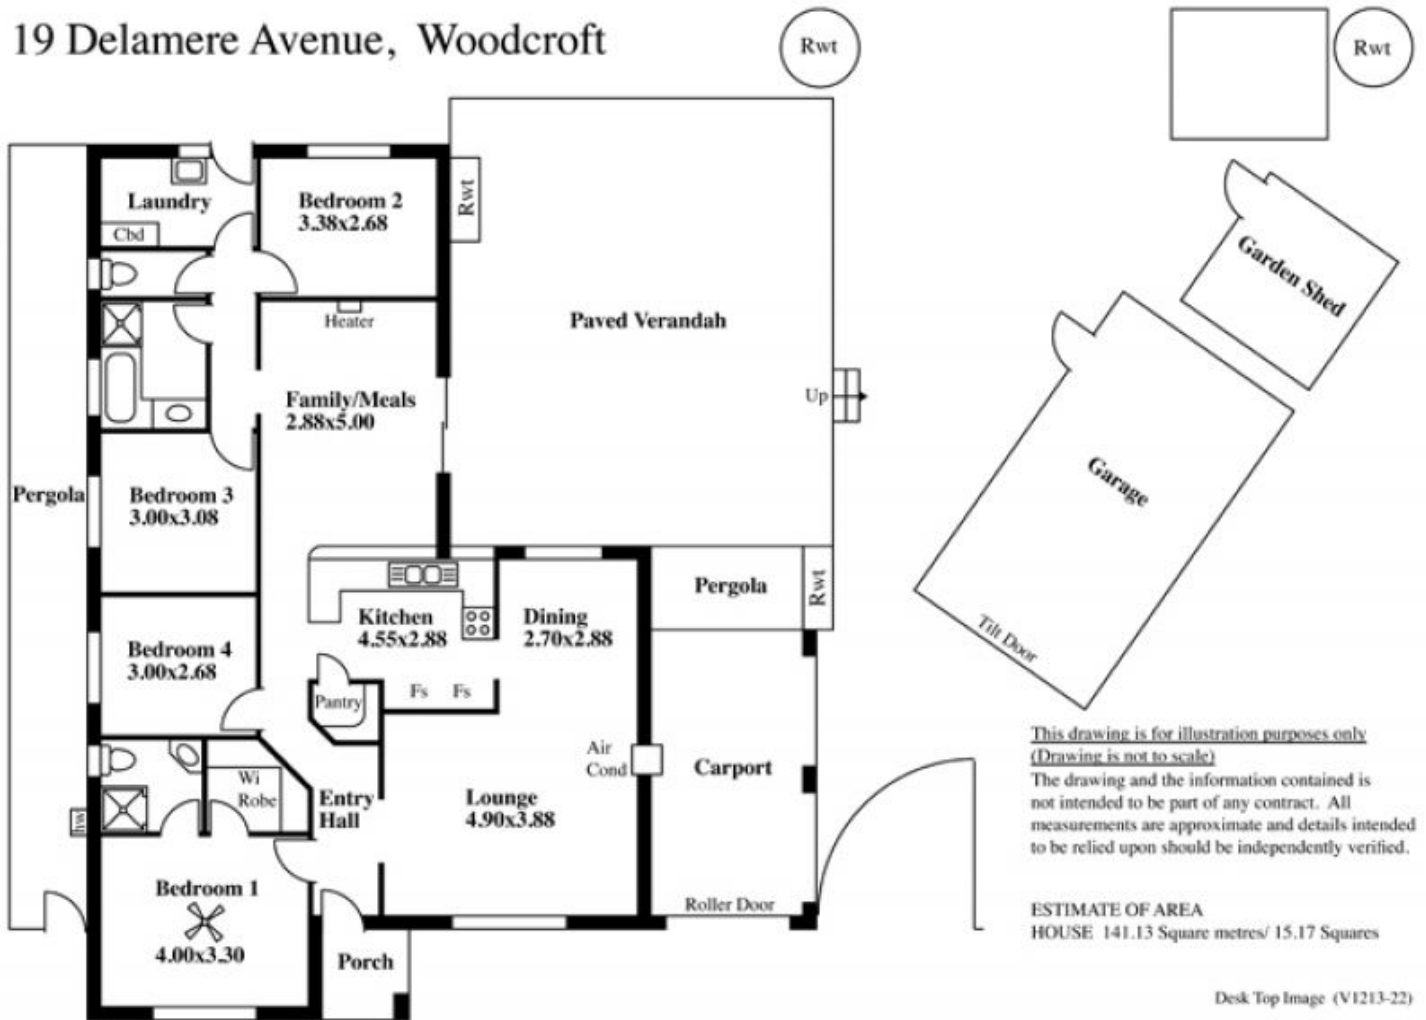 19 Delamere Avenue, Woodcroft
Rwt
Rwt
Laundry
Cbd
Bedroom 2
3.38x2.68
Rwt
Garden Shed
Heater
Paved Verandah
Family/Meals
2.88x5.00
Up
Garage
Pergola
Bedroom 3
3.00x3.08
Pergola
Rwt
Kitchen
4.55x2.88
Dining
2.70x2.88
Tilt Door
Bedroom 4
3.00x2.68
Pantry
Fs Fs
Air
Cond
Carport
Wi
Robe
Entry
Hall
Lounge
4.90x3.88
Bedroom 1
4.00x3.30
Roller Door
Porch
This drawing is for illustration purposes only
(Drawing is not to scale)
The drawing and the information contained is
not intended to be part of any contract. All
measurements are approximate and details intended
to be relied upon should be independently verified.
ESTIMATE OF AREA
HOUSE 141.13 Square metres/ 15.17 Squares
Desk Top Image (V1213-22)